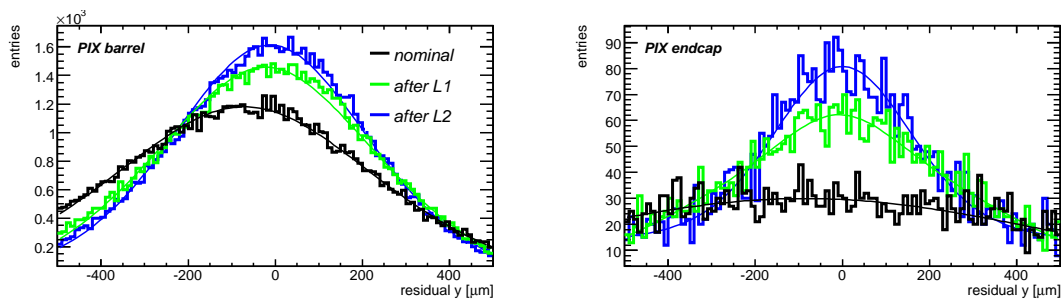 ×10³
entries
PIX barrel
nominal
after L1
after L2
1.6
1.4
1.2
1.0
0.8
0.6
0.4
0.2
-400 -200 0 200 400
residual y [μm]
entries
PIX endcap
90
80
70
60
50
40
30
20
10
-400 -200 0 200 400
residual y [μm]